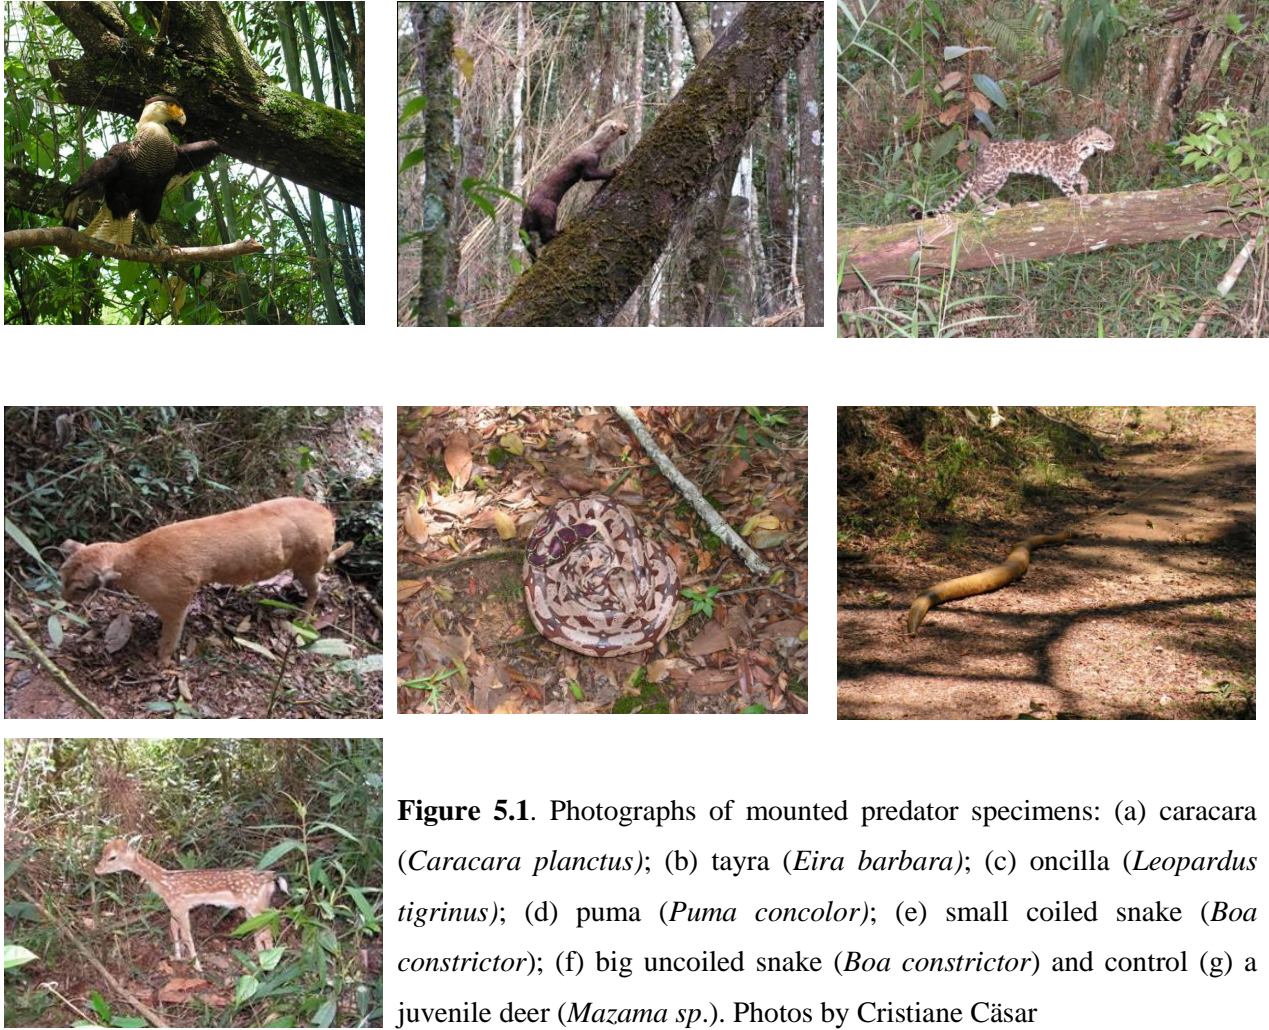 Figure 5.1. Photographs of mounted predator specimens: (a) caracara
(Caracara planctus); (b) tayra (Eira barbara); (c) oncilla (Leopardus
tigrinus); (d) puma (Puma concolor); (e) small coiled snake (Boa
constrictor); (f) big uncoiled snake (Boa constrictor) and control (g) a
juvenile deer (Mazama sp.). Photos by Cristiane Cäsar